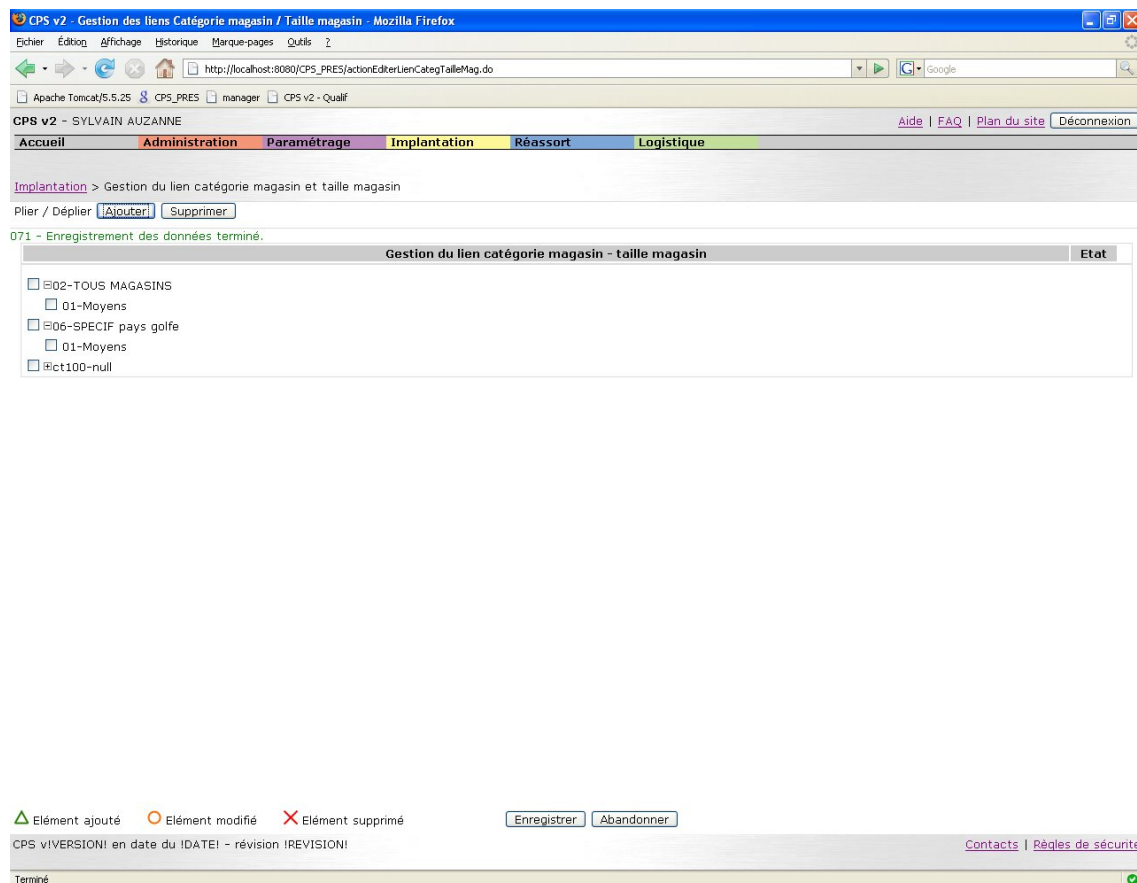 CPS v2 - Gestion des liens Catégorie magasin / Taille magasin - Mozilla Firefox
Fichier Édition Affichage Historique Marque-pages Outils ?
http://localhost:8080/CPS_PRES/actionEditerLienCategTailleMag.do
G Google
Apache Tomcat/5.5.25 CPS_PRES manager CPS v2 - Qualif
CPS v2 - SYLVAIN AUZANNE Aide | FAQ | Plan du site Déconnexion
Accueil Administration Paramétrage Implantation Réassort Logistique
Implantation > Gestion du lien catégorie magasin et taille magasin
Plier / Déplier Ajouter Supprimer
071 - Enregistrement des données terminé.
Gestion du lien catégorie magasin - taille magasin Etat
02-TOUS MAGASINS
01-Moyens
06-SPECIF pays golfe
01-Moyens
ct100-null
Elément ajouté Elément modifié Elément supprimé Enregistrer Abandonner
CPS v!VERSION! en date du !DATE! - révision !REVISION! Contacts | Règles de sécurité
Terminé